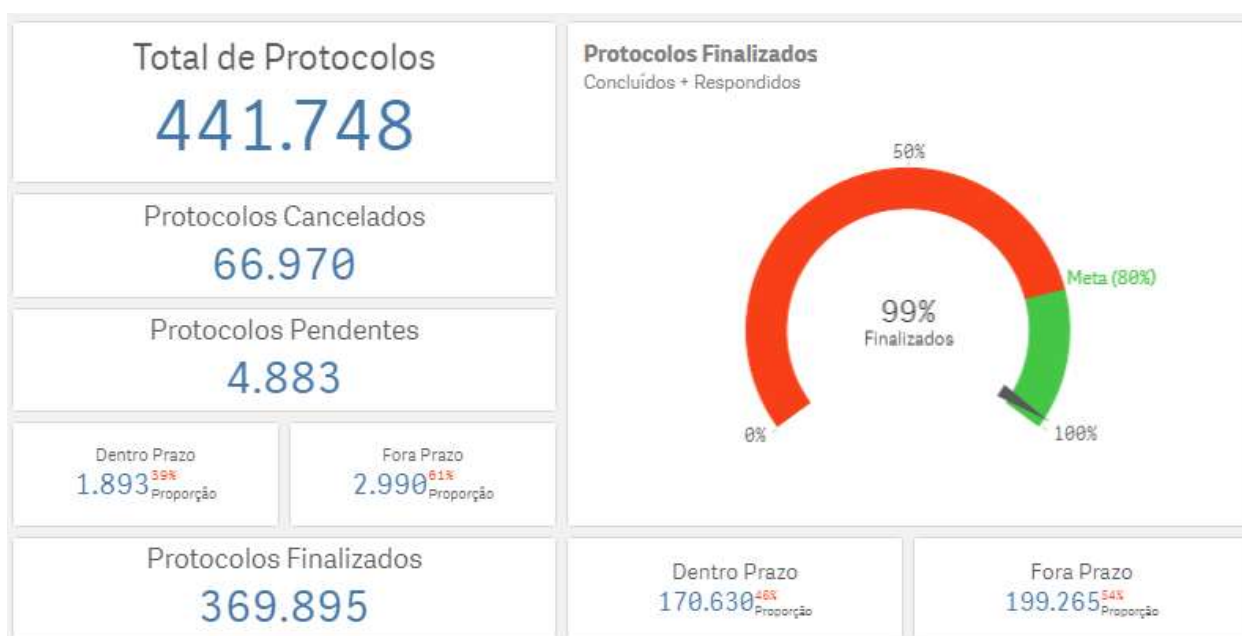 Total de Protocolos
441.748
Protocolos Cancelados
66.970
Protocolos Pendentes
4.883
Dentro Prazo
1.893 39% Proporção
Fora Prazo
2.990 61% Proporção
Protocolos Finalizados
369.895
Protocolos Finalizados
Concluídos + Respondidos
50%
Meta (80%)
99%
Finalizados
0%
100%
Dentro Prazo
170.630 46% Proporção
Fora Prazo
199.265 54% Proporção